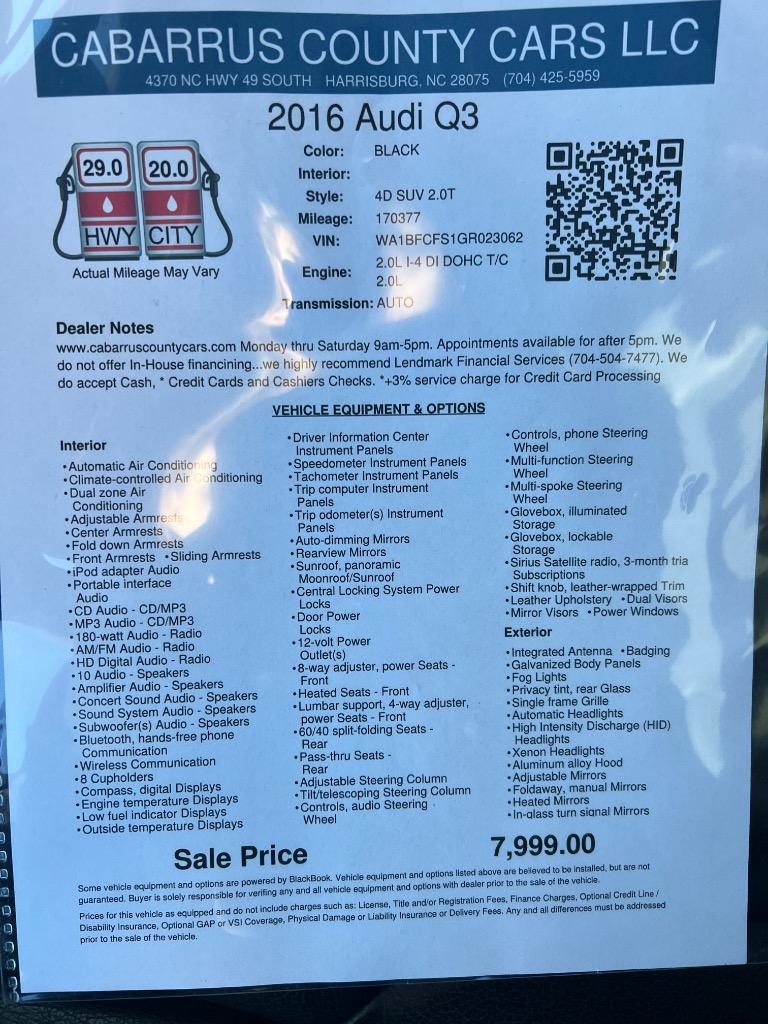 CABARRUS COUNTY CARS LLC
4370 NC HWY 49 SOUTH HARRISBURG, NC 28075 (704) 425-5959
2016 Audi Q3
29.0 20.0
HWY CITY
Actual Mileage May Vary
Color: BLACK
Interior:
Style: 4D SUV 2.0T
Mileage: 170377
VIN: WA1BFCFS1GR023062
Engine: 2.0L I-4 DI DOHC T/C
2.0L
Transmission: AUTO
Dealer Notes
www.cabarruscountycars.com Monday thru Saturday 9am-5pm. Appointments available for after 5pm. We
do not offer In-House financining...we highly recommend Lendmark Financial Services (704-504-7477). We
do accept Cash, * Credit Cards and Cashiers Checks. *+3% service charge for Credit Card Processing
VEHICLE EQUIPMENT & OPTIONS
Interior
•Automatic Air Conditioning
•Climate-controlled Air Conditioning
•Dual zone Air
Conditioning
•Adjustable Armrests
•Center Armrests
•Fold down Armrests
•Front Armrests •Sliding Armrests
•iPod adapter Audio
•Portable interface
Audio
•CD Audio - CD/MP3
•MP3 Audio - CD/MP3
•180-watt Audio - Radio
•AM/FM Audio - Radio
•HD Digital Audio - Radio
•10 Audio - Speakers
•Amplifier Audio - Speakers
•Concert Sound Audio - Speakers
•Sound System Audio - Speakers
•Subwoofer(s) Audio - Speakers
•Bluetooth, hands-free phone
Communication
•Wireless Communication
•8 Cupholders
•Compass, digital Displays
•Engine temperature Displays
•Low fuel indicator Displays
•Outside temperature Displays
•Driver Information Center
Instrument Panels
•Speedometer Instrument Panels
•Tachometer Instrument Panels
•Trip computer Instrument
Panels
•Trip odometer(s) Instrument
Panels
•Auto-dimming Mirrors
•Rearview Mirrors
•Sunroof, panoramic
Moonroof/Sunroof
•Central Locking System Power
Locks
•Door Power
Locks
•12-volt Power
Outlet(s)
•8-way adjuster, power Seats -
Front
•Heated Seats - Front
•Lumbar support, 4-way adjuster,
power Seats - Front
•60/40 split-folding Seats -
Rear
•Pass-thru Seats -
Rear
•Adjustable Steering Column
•Tilt/telescoping Steering Column
•Controls, audio Steering
Wheel
•Controls, phone Steering
Wheel
•Multi-function Steering
Wheel
•Multi-spoke Steering
Wheel
•Glovebox, illuminated
Storage
•Glovebox, lockable
Storage
•Sirius Satellite radio, 3-month tria
Subscriptions
•Shift knob, leather-wrapped Trim
•Leather Upholstery •Dual Visors
•Mirror Visors •Power Windows
Exterior
•Integrated Antenna •Badging
•Galvanized Body Panels
•Fog Lights
•Privacy tint, rear Glass
•Single frame Grille
•Automatic Headlights
•High Intensity Discharge (HID)
Headlights
•Xenon Headlights
•Aluminum alloy Hood
•Adjustable Mirrors
•Foldaway, manual Mirrors
•Heated Mirrors
•In-glass turn signal Mirrors
Sale Price 7,999.00
Some vehicle equipment and options are powered by BlackBook. Vehicle equipment and options listed above are believed to be installed, but are not
guaranteed. Buyer is solely responsible for verifing any and all vehicle equipment and options with dealer prior to the sale of the vehicle.
Prices for this vehicle as equipped and do not include charges such as: License, Title and/or Registration Fees, Finance Charges, Optional Credit Line /
Disability Insurance, Optional GAP or VSI Coverage, Physical Damage or Liability Insurance or Delivery Fees. Any and all differences must be addressed
prior to the sale of the vehicle.